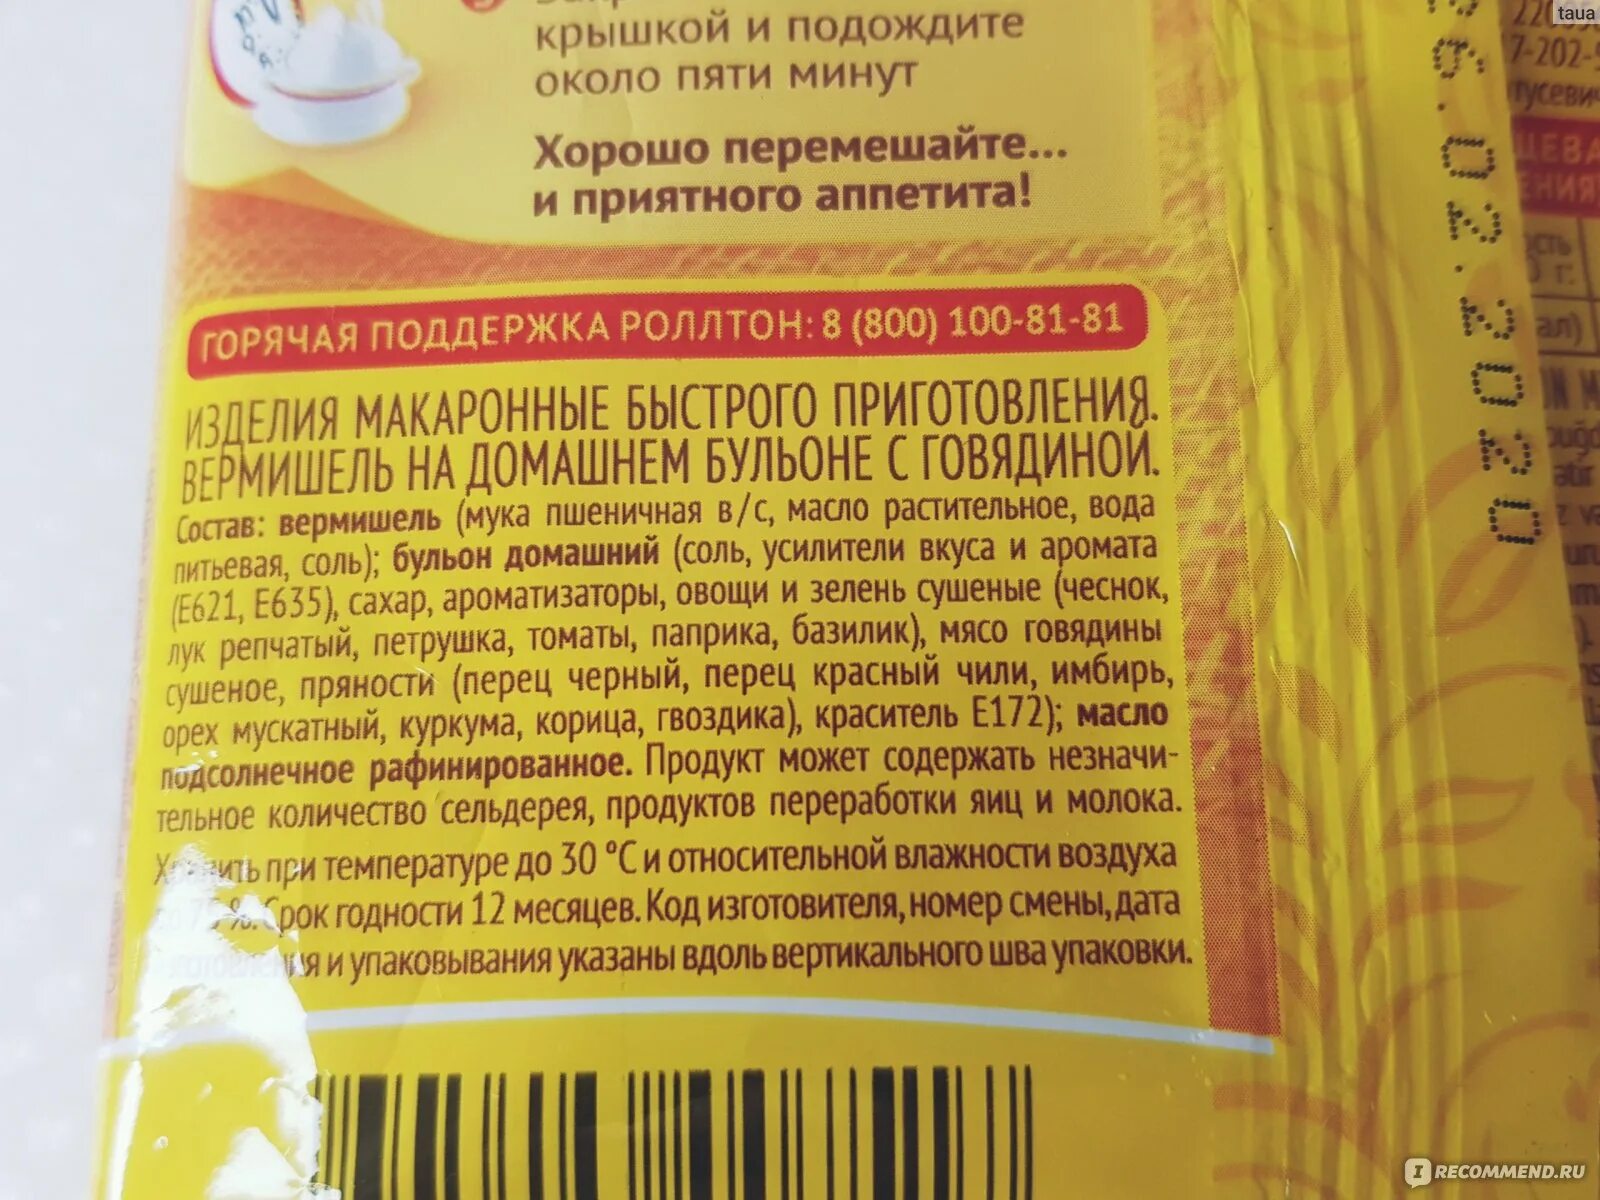 taua
крышкой и подождите
около пяти минут
Хорошо перемешайте...
и приятного аппетита!
ГОРЯЧАЯ ПОДДЕРЖКА РОЛЛТОН: 8 (800) 100-81-81
ИЗДЕЛИЯ МАКАРОННЫЕ БЫСТРОГО ПРИГОТОВЛЕНИЯ.
ВЕРМИШЕЛЬ НА ДОМАШНЕМ БУЛЬОНЕ С ГОВЯДИНОЙ.
Состав: вермишель (мука пшеничная в/с, масло растительное, вода
питьевая, соль); бульон домашний (соль, усилители вкуса и аромата
(Е621, Е635), сахар, ароматизаторы, овощи и зелень сушеные (чеснок,
лук репчатый, петрушка, томаты, паприка, базилик), мясо говядины
сушеное, пряности (перец черный, перец красный чили, имбирь,
орех мускатный, куркума, корица, гвоздика), краситель Е172); масло
подсолнечное рафинированное. Продукт может содержать незначи-
тельное количество сельдерея, продуктов переработки яиц и молока.
при температуре до 30 °С и относительной влажности воздуха
Срок годности 12 месяцев. Код изготовителя, номер смены, дата
и упаковывания указаны вдоль вертикального шва упаковки.
IRECOMMEND.RU